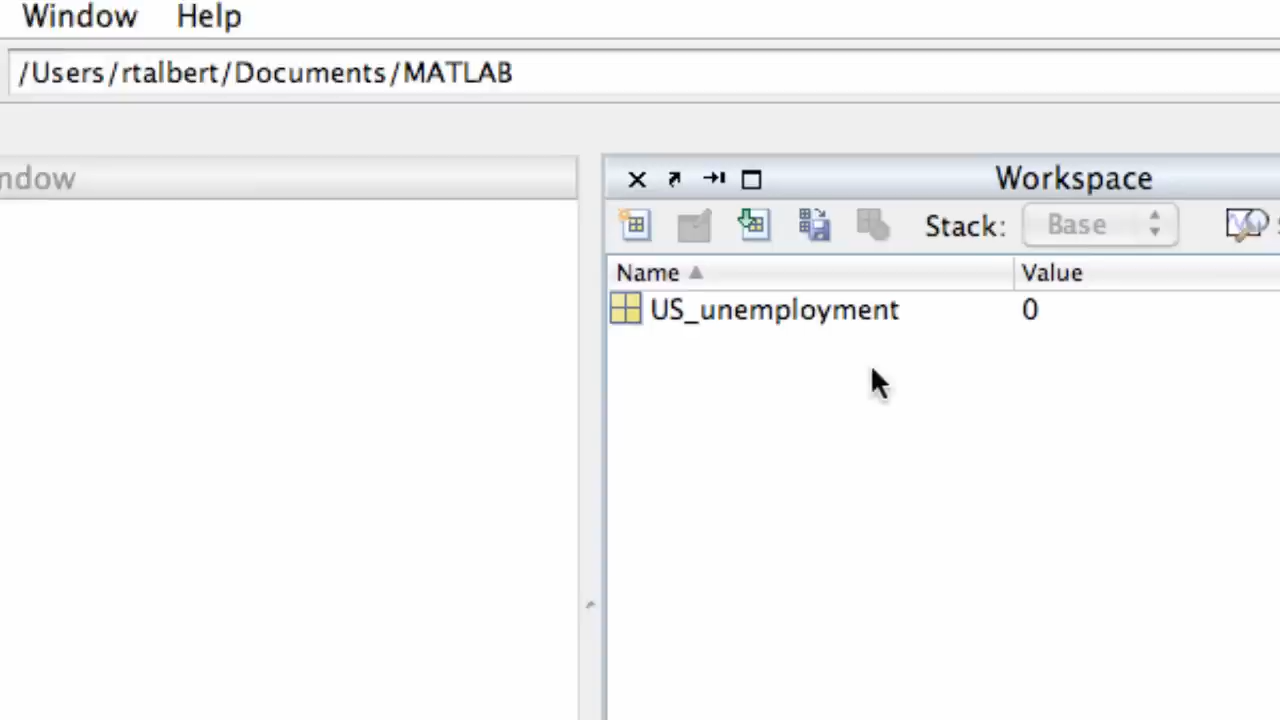 Window Help
/Users/rtalbert/Documents/MATLAB
ndow
Workspace
Stack: Base
Name Value
US_unemployment 0